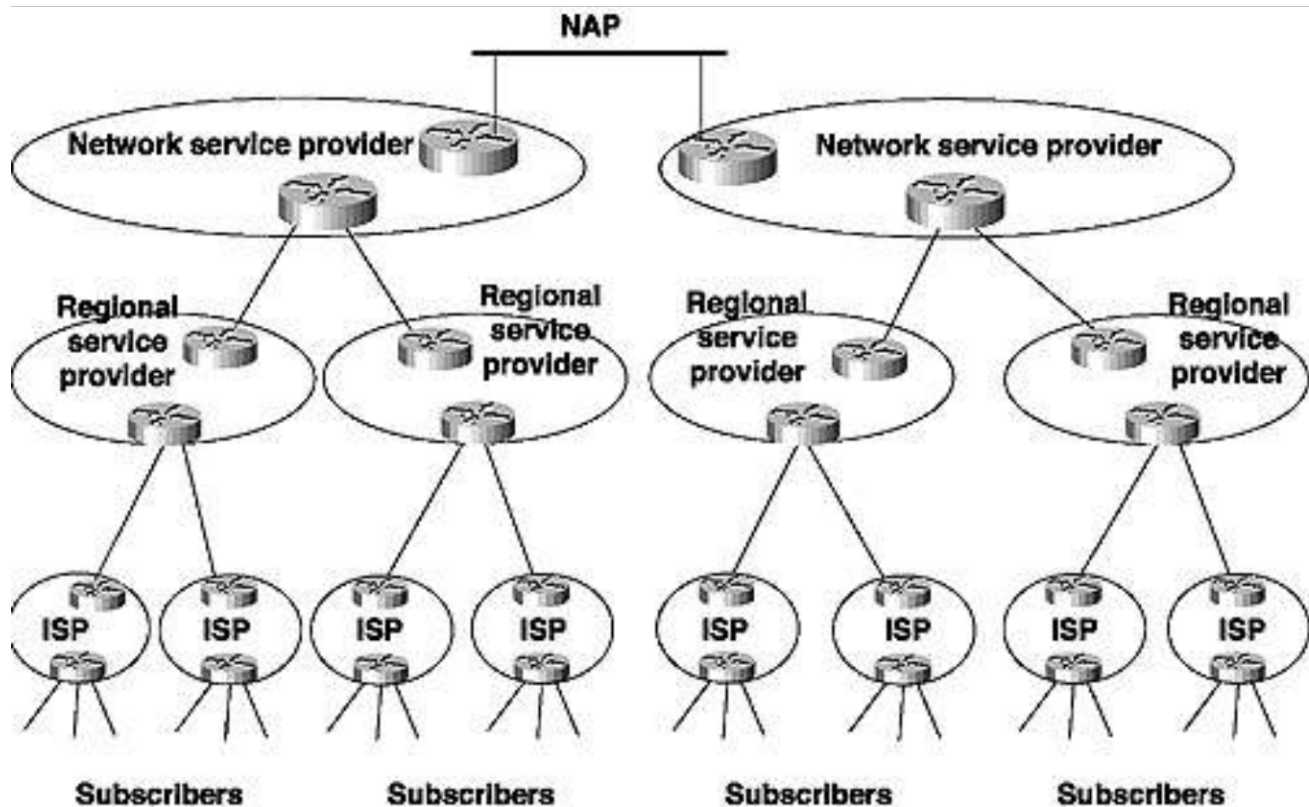 NAP
Network service provider
Network service provider
Regional
service
provider
Regional
service
provider
Regional
service
provider
Regional
service
provider
ISP
ISP
ISP
ISP
ISP
ISP
ISP
ISP
Subscribers
Subscribers
Subscribers
Subscribers